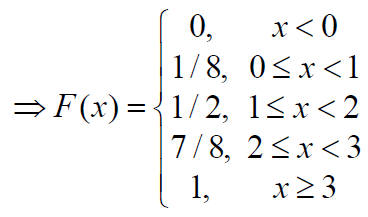 0, x < 0
1/8, 0 ≤ x < 1
⇒ F(x) = { 1/2, 1 ≤ x < 2
7/8, 2 ≤ x < 3
1, x ≥ 3